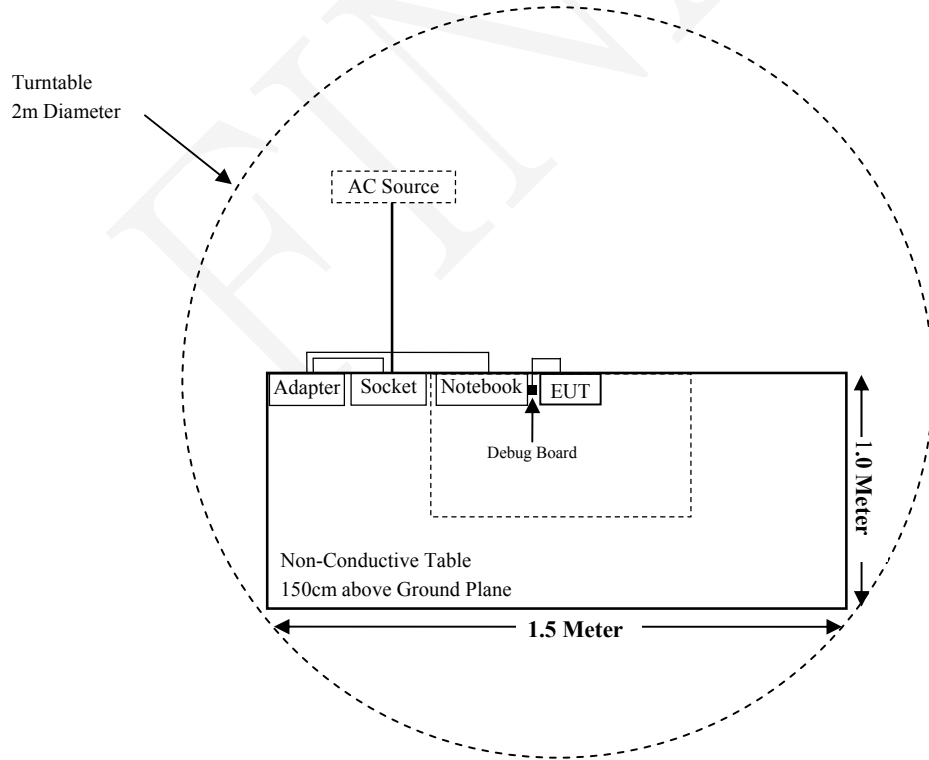 Turntable
2m Diameter
AC Source
Adapter
Socket
Notebook
EUT
Debug Board
1.0 Meter
Non-Conductive Table
150cm above Ground Plane
1.5 Meter